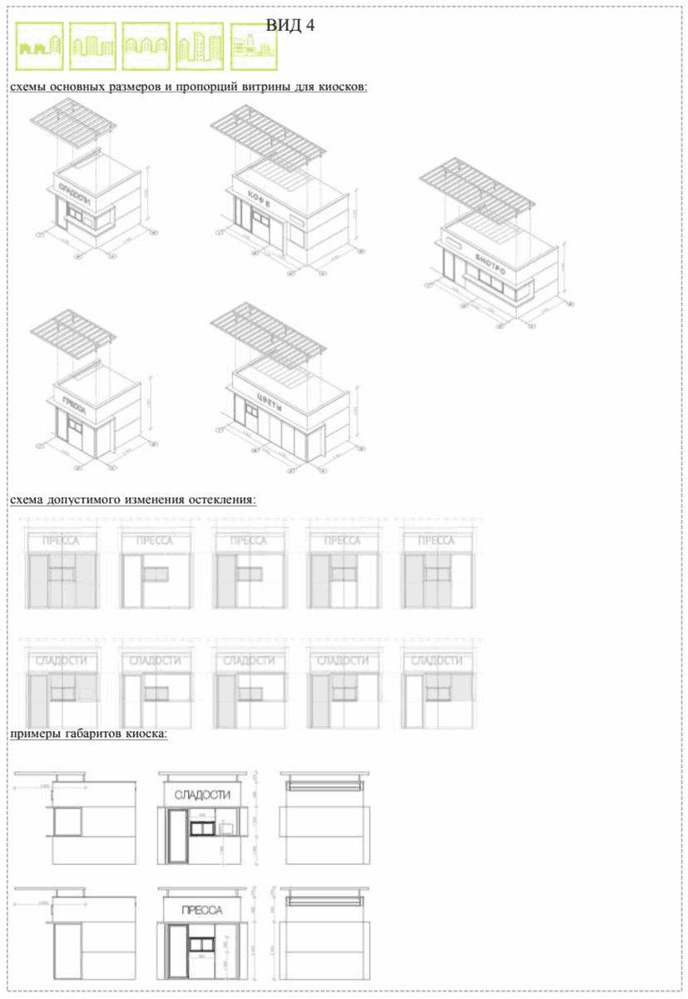 ВИД 4
схемы основных размеров и пропорций витрины для киосков:
СЛАДОСТИ
КОФЕ
БИСТРО
ПРЕССА
ЦВЕТЫ
схема допустимого изменения остекления:
ПРЕССА ПРЕССА ПРЕССА ПРЕССА ПРЕССА
СЛАДОСТИ СЛАДОСТИ СЛАДОСТИ СЛАДОСТИ СЛАДОСТИ
примеры габаритов киоска:
СЛАДОСТИ
ПРЕССА